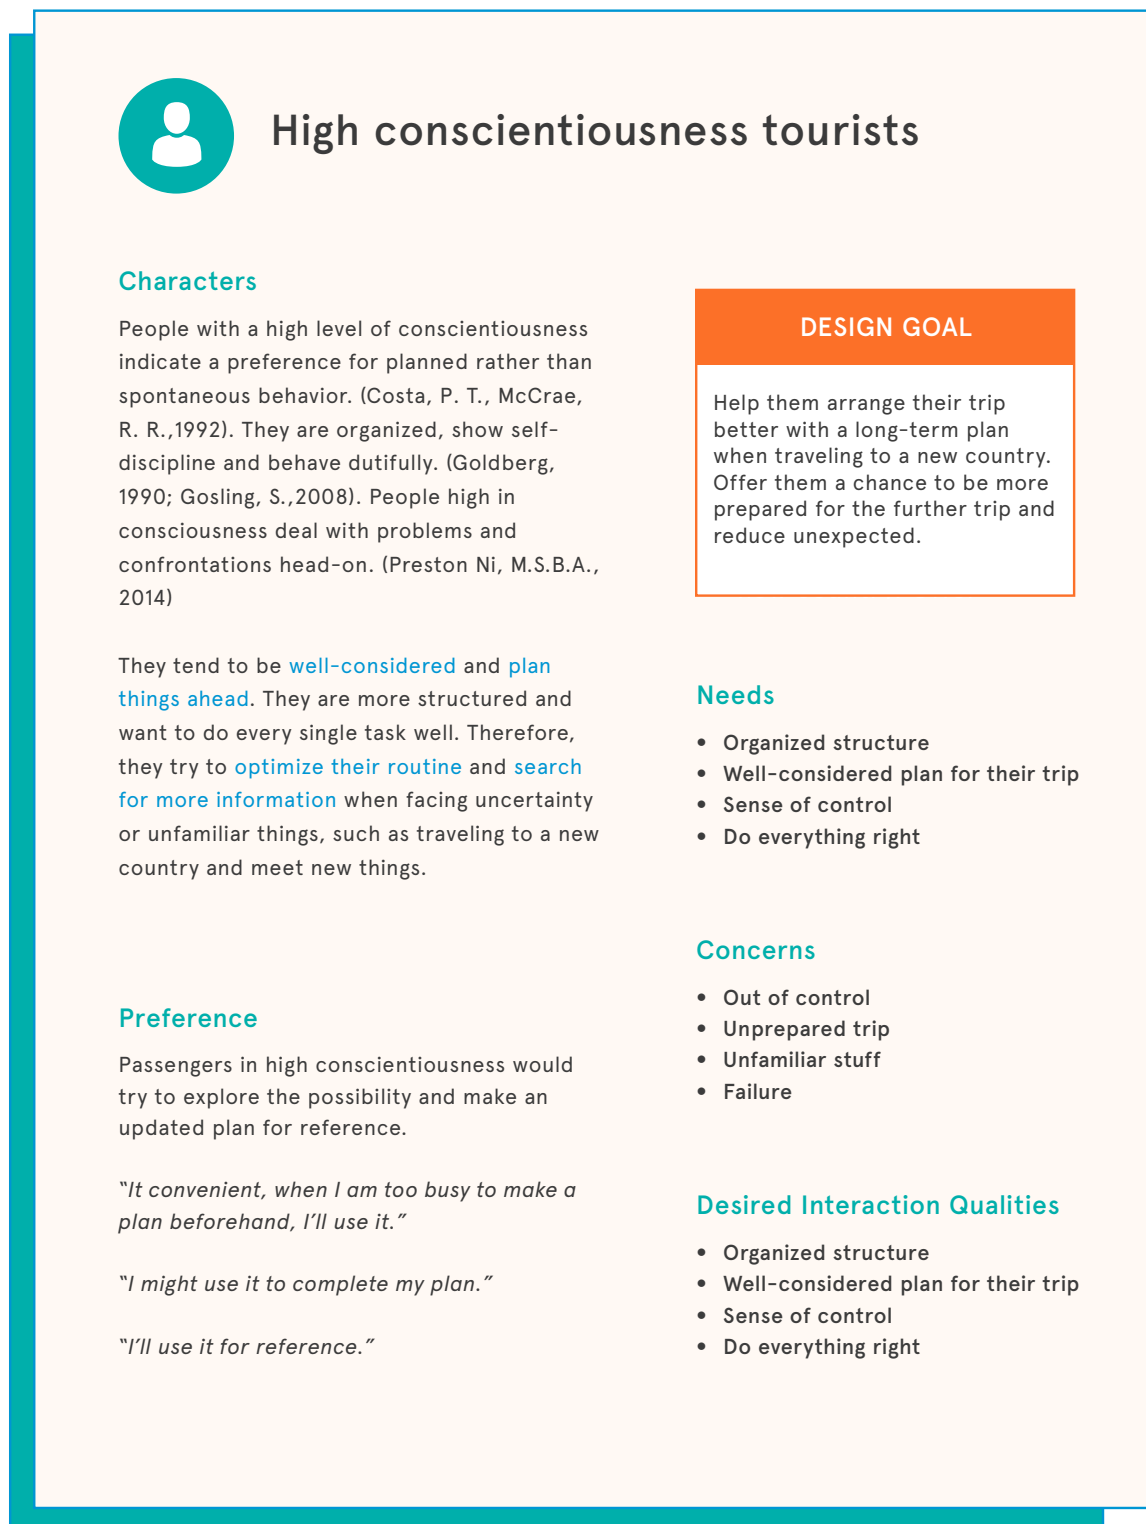 High conscientiousness tourists
Characters
People with a high level of conscientiousness
indicate a preference for planned rather than
spontaneous behavior. (Costa, P. T., McCrae,
R. R.,1992). They are organized, show self-
discipline and behave dutifully. (Goldberg,
1990; Gosling, S.,2008). People high in
consciousness deal with problems and
confrontations head-on. (Preston Ni, M.S.B.A.,
2014)
They tend to be well-considered and plan
things ahead. They are more structured and
want to do every single task well. Therefore,
they try to optimize their routine and search
for more information when facing uncertainty
or unfamiliar things, such as traveling to a new
country and meet new things.
Preference
Passengers in high conscientiousness would
try to explore the possibility and make an
updated plan for reference.
“It convenient, when I am too busy to make a
plan beforehand, I’ll use it.”
“I might use it to complete my plan.”
“I’ll use it for reference.”
DESIGN GOAL
Help them arrange their trip
better with a long-term plan
when traveling to a new country.
Offer them a chance to be more
prepared for the further trip and
reduce unexpected.
Needs
• Organized structure
• Well-considered plan for their trip
• Sense of control
• Do everything right
Concerns
• Out of control
• Unprepared trip
• Unfamiliar stuff
• Failure
Desired Interaction Qualities
• Organized structure
• Well-considered plan for their trip
• Sense of control
• Do everything right